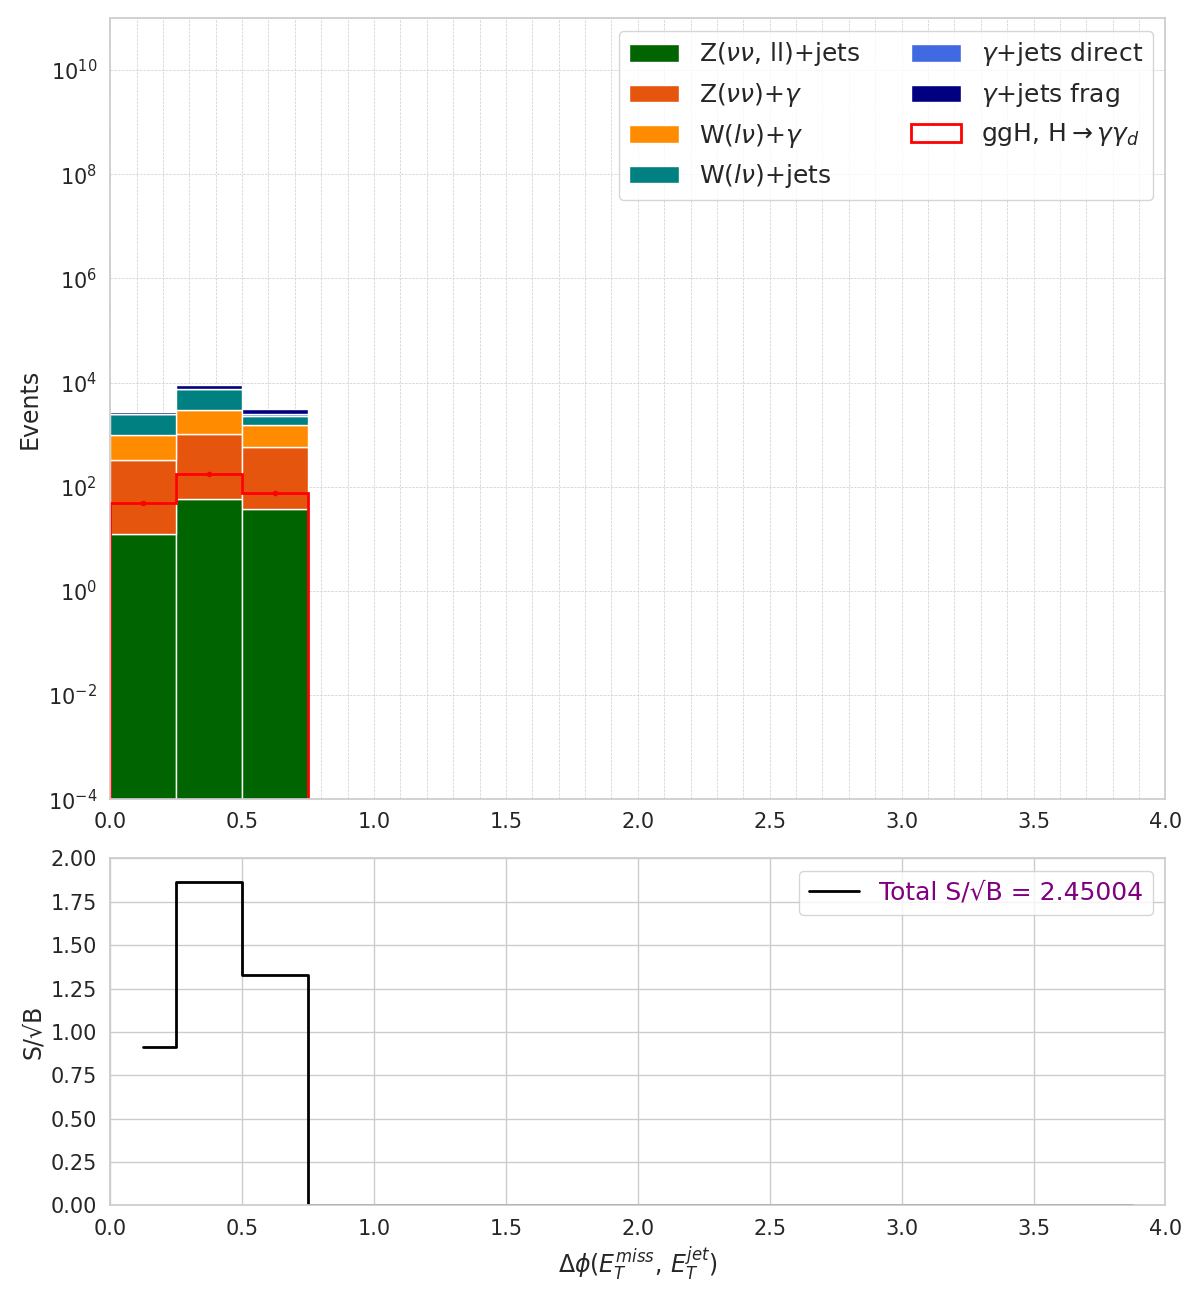 Z(νν, ll)+jets
Z(νν)+γ
W(lν)+γ
W(lν)+jets
γ+jets direct
γ+jets frag
ggH, H→γγ_d
Events
10^10
10^8
10^6
10^4
10^2
10^0
10^−2
10^−4
0.0 0.5 1.0 1.5 2.0 2.5 3.0 3.5 4.0
Total S/√B = 2.45004
S/√B
2.00
1.75
1.50
1.25
1.00
0.75
0.50
0.25
0.00
0.0 0.5 1.0 1.5 2.0 2.5 3.0 3.5 4.0
Δϕ(E_T^miss, E_T^jet)